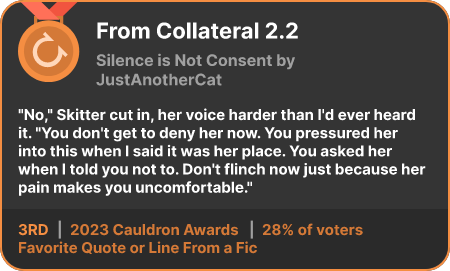 From Collateral 2.2
Silence is Not Consent by
JustAnotherCat
"No," Skitter cut in, her voice harder than I'd ever heard
it. "You don't get to deny her now. You pressured her
into this when I said it was her place. You asked her
when I told you not to. Don't flinch now just because her
pain makes you uncomfortable."
3RD | 2023 Cauldron Awards | 28% of voters
Favorite Quote or Line From a Fic